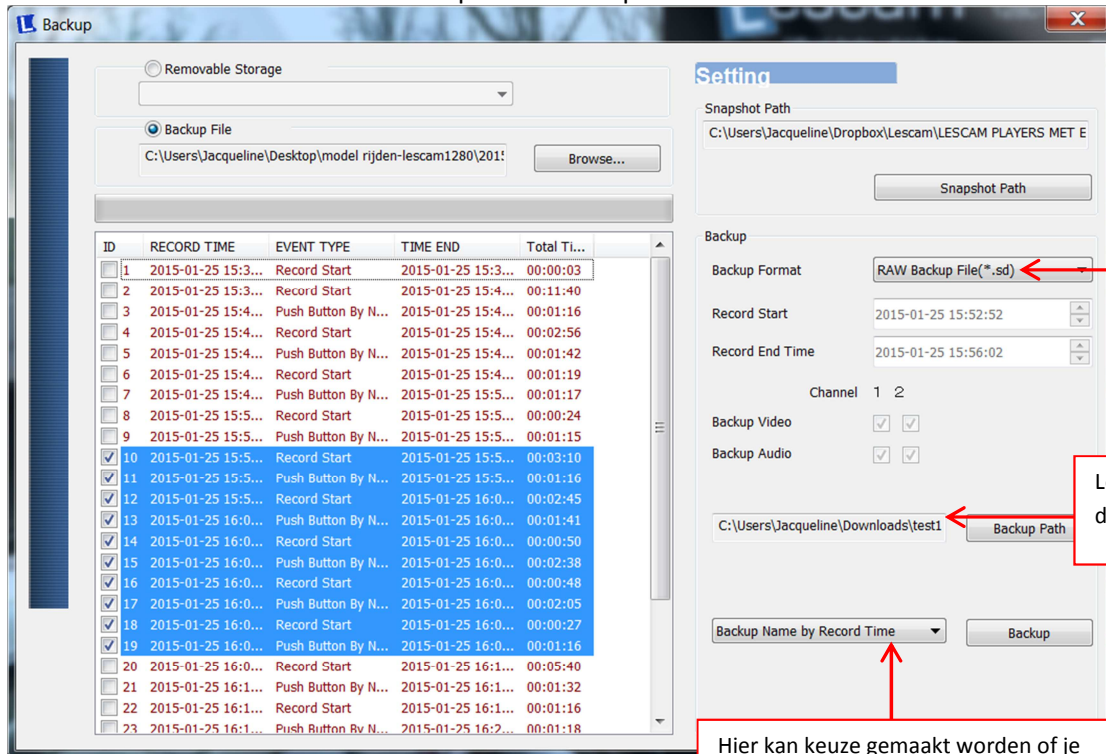 Backup
Removable Storage
Backup File
C:\Users\Jacqueline\Desktop\model rijden-lescam1280\2015
Browse...
ID RECORD TIME EVENT TYPE TIME END Total Ti...
1 2015-01-25 15:3... Record Start 2015-01-25 15:3... 00:00:03
2 2015-01-25 15:3... Record Start 2015-01-25 15:4... 00:11:40
3 2015-01-25 15:4... Push Button By N... 2015-01-25 15:4... 00:01:16
4 2015-01-25 15:4... Record Start 2015-01-25 15:4... 00:02:56
5 2015-01-25 15:4... Push Button By N... 2015-01-25 15:4... 00:01:42
6 2015-01-25 15:4... Record Start 2015-01-25 15:4... 00:01:19
7 2015-01-25 15:4... Push Button By N... 2015-01-25 15:5... 00:01:17
8 2015-01-25 15:5... Record Start 2015-01-25 15:5... 00:00:24
9 2015-01-25 15:5... Push Button By N... 2015-01-25 15:5... 00:01:15
10 2015-01-25 15:5... Record Start 2015-01-25 15:5... 00:03:10
11 2015-01-25 15:5... Push Button By N... 2015-01-25 15:5... 00:01:16
12 2015-01-25 15:5... Record Start 2015-01-25 16:0... 00:02:45
13 2015-01-25 16:0... Push Button By N... 2015-01-25 16:0... 00:01:41
14 2015-01-25 16:0... Record Start 2015-01-25 16:0... 00:00:50
15 2015-01-25 16:0... Push Button By N... 2015-01-25 16:0... 00:02:38
16 2015-01-25 16:0... Record Start 2015-01-25 16:0... 00:00:48
17 2015-01-25 16:0... Push Button By N... 2015-01-25 16:0... 00:02:05
18 2015-01-25 16:0... Record Start 2015-01-25 16:0... 00:00:27
19 2015-01-25 16:0... Push Button By N... 2015-01-25 16:0... 00:01:16
20 2015-01-25 16:0... Record Start 2015-01-25 16:1... 00:05:40
21 2015-01-25 16:1... Push Button By N... 2015-01-25 16:1... 00:01:32
22 2015-01-25 16:1... Record Start 2015-01-25 16:1... 00:01:16
23 2015-01-25 16:1... Push Button By N... 2015-01-25 16:2... 00:01:18
Setting
Snapshot Path
C:\Users\Jacqueline\Dropbox\Lescam\LESCAM PLAYERS MET E
Snapshot Path
Backup
Backup Format RAW Backup File(*.sd)
Record Start 2015-01-25 15:52:52
Record End Time 2015-01-25 15:56:02
Channel 1 2
Backup Video
Backup Audio
C:\Users\Jacqueline\Downloads\test1 Backup Path
Backup Name by Record Time Backup
Hier kan keuze gemaakt worden of je